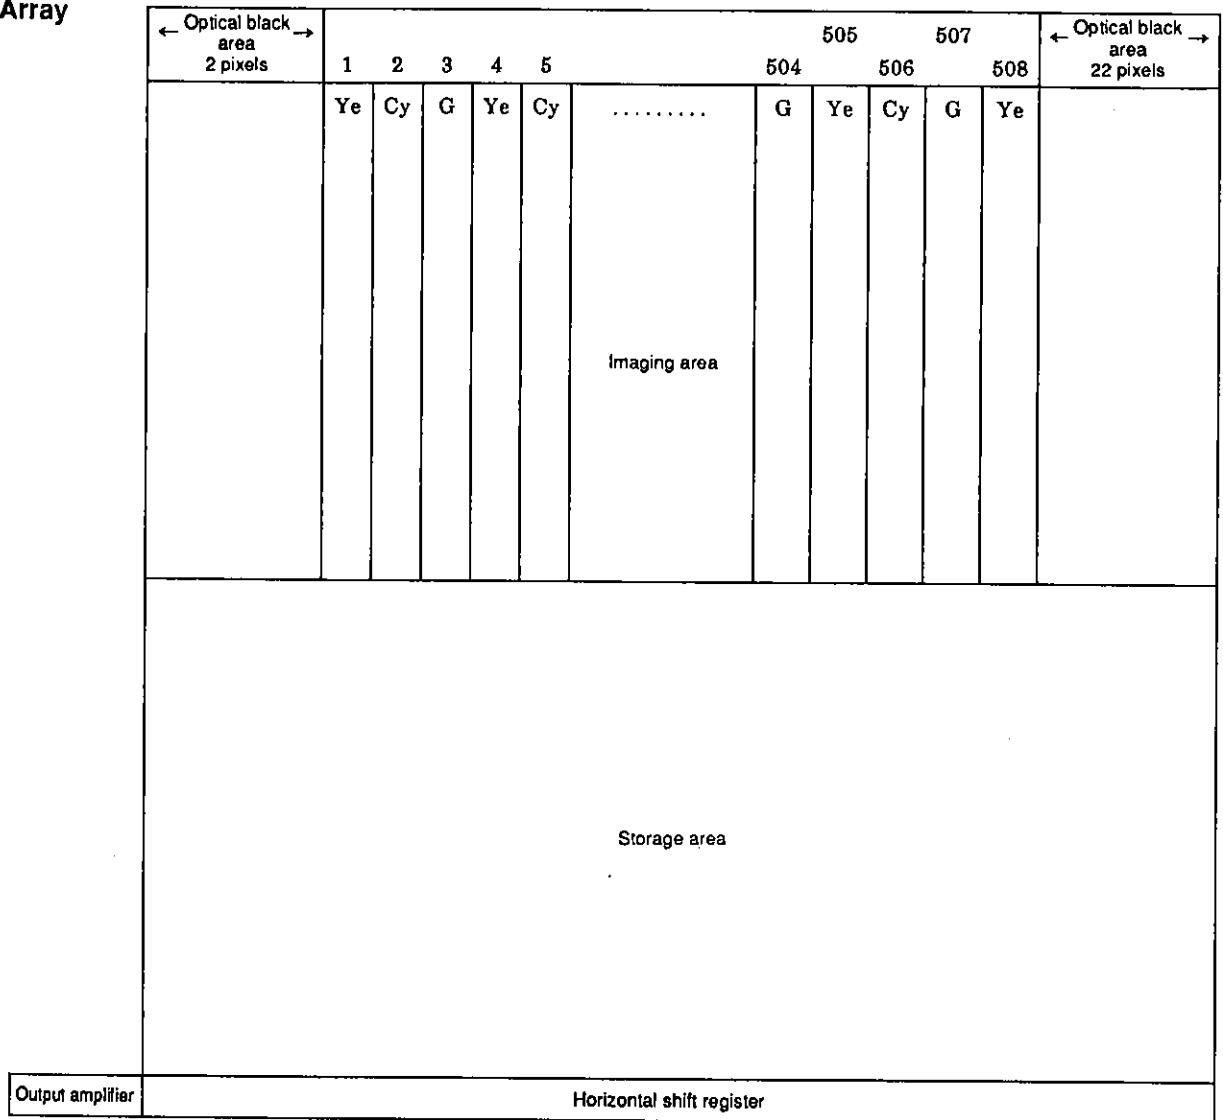 Array
← Optical black →
area
2 pixels
1 2 3 4 5 504 505 506 507 508
← Optical black →
area
22 pixels
Ye Cy G Ye Cy ......... G Ye Cy G Ye
Imaging area
Storage area
Output amplifier
Horizontal shift register